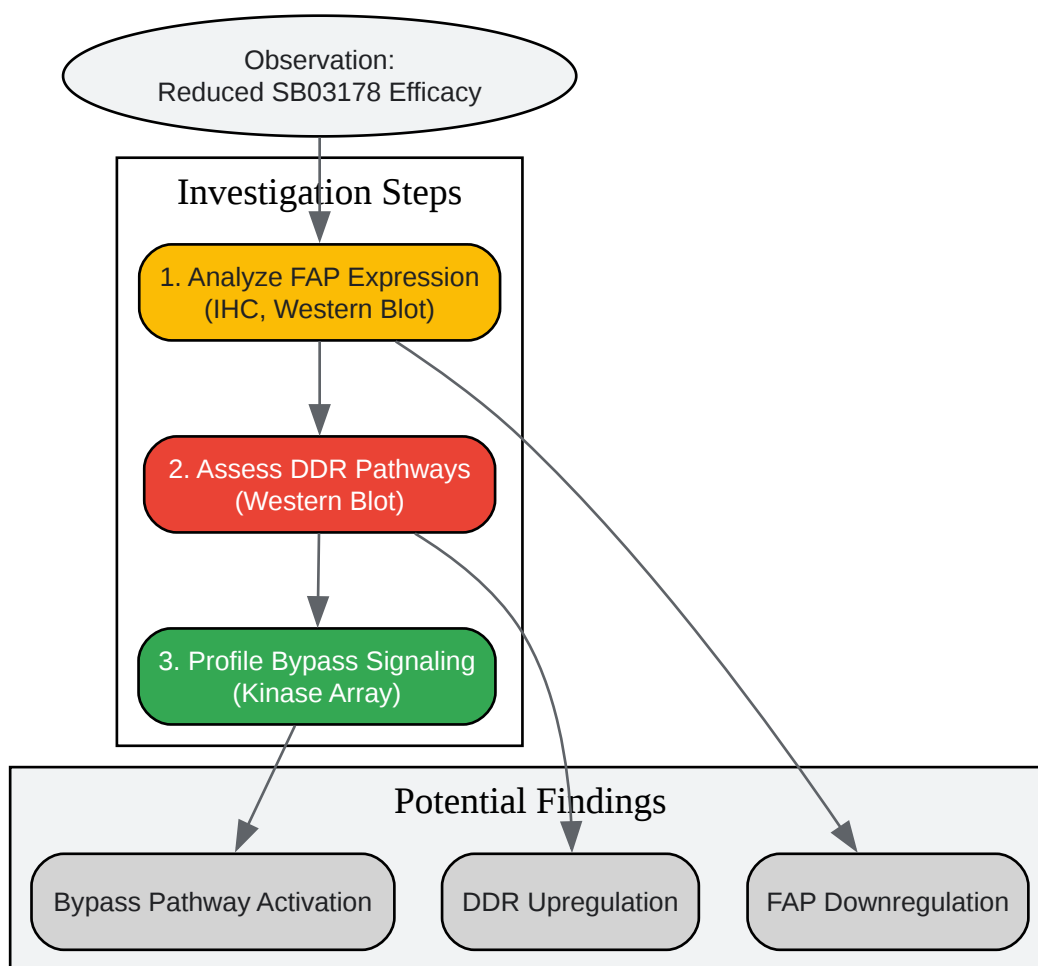 Observation:
Reduced SB03178 Efficacy
Investigation Steps
1. Analyze FAP Expression
(IHC, Western Blot)
2. Assess DDR Pathways
(Western Blot)
3. Profile Bypass Signaling
(Kinase Array)
Potential Findings
Bypass Pathway Activation
DDR Upregulation
FAP Downregulation